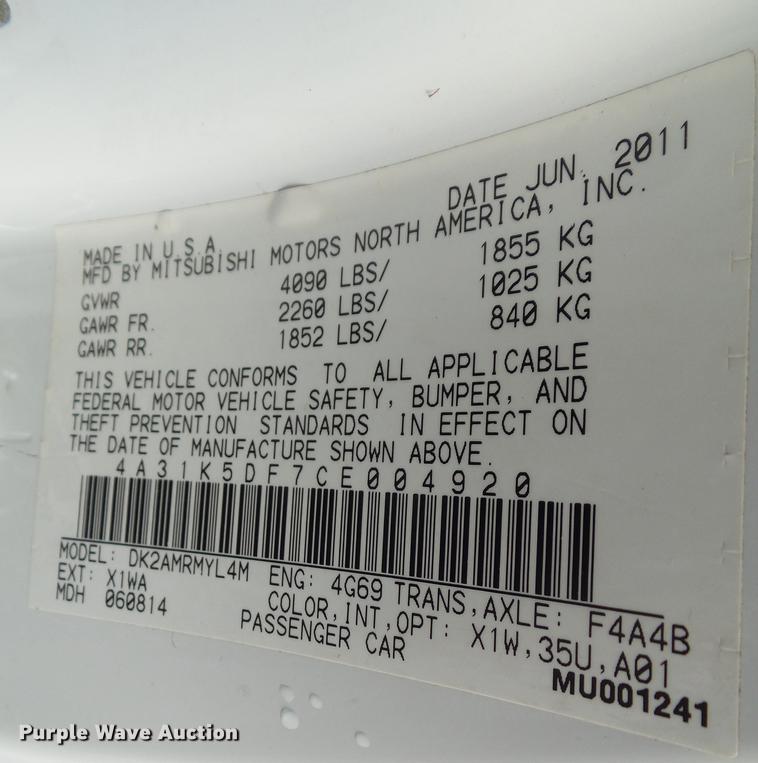 MADE IN U.S.A. DATE JUN. 2011
MFD BY MITSUBISHI MOTORS NORTH AMERICA, INC.
GVWR 4090 LBS/ 1855 KG
GAWR FR. 2260 LBS/ 1025 KG
GAWR RR. 1852 LBS/ 840 KG
THIS VEHICLE CONFORMS TO ALL APPLICABLE
FEDERAL MOTOR VEHICLE SAFETY, BUMPER, AND
THEFT PREVENTION STANDARDS IN EFFECT ON
THE DATE OF MANUFACTURE SHOWN ABOVE.
4A31K5DF7CE004920
MODEL: DK2AMRMYL4M ENG: 4G69 TRANS,AXLE: F4A4B
EXT: X1WA COLOR,INT,OPT: X1W,35U,A01
MDH 060814 PASSENGER CAR
MU001241
Purple Wave Auction